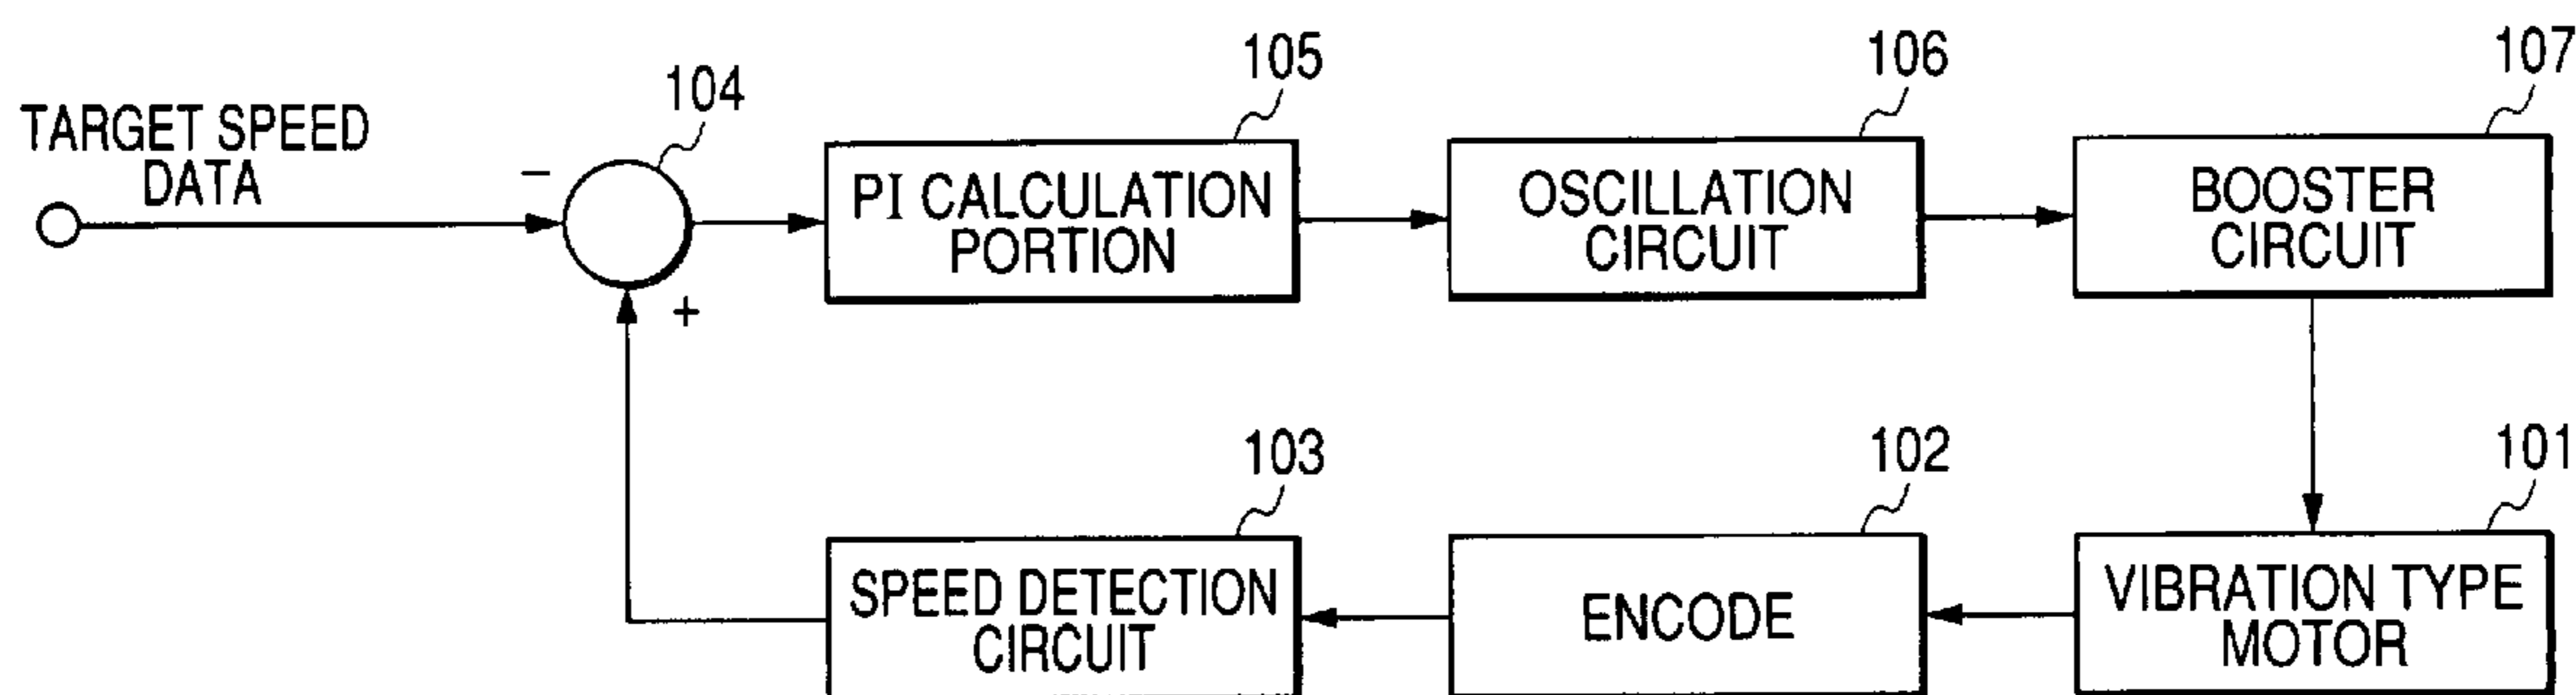 104
105
106
107
TARGET SPEED
DATA
−
+
PI CALCULATION
PORTION
OSCILLATION
CIRCUIT
BOOSTER
CIRCUIT
103
102
101
SPEED DETECTION
CIRCUIT
ENCODE
VIBRATION TYPE
MOTOR